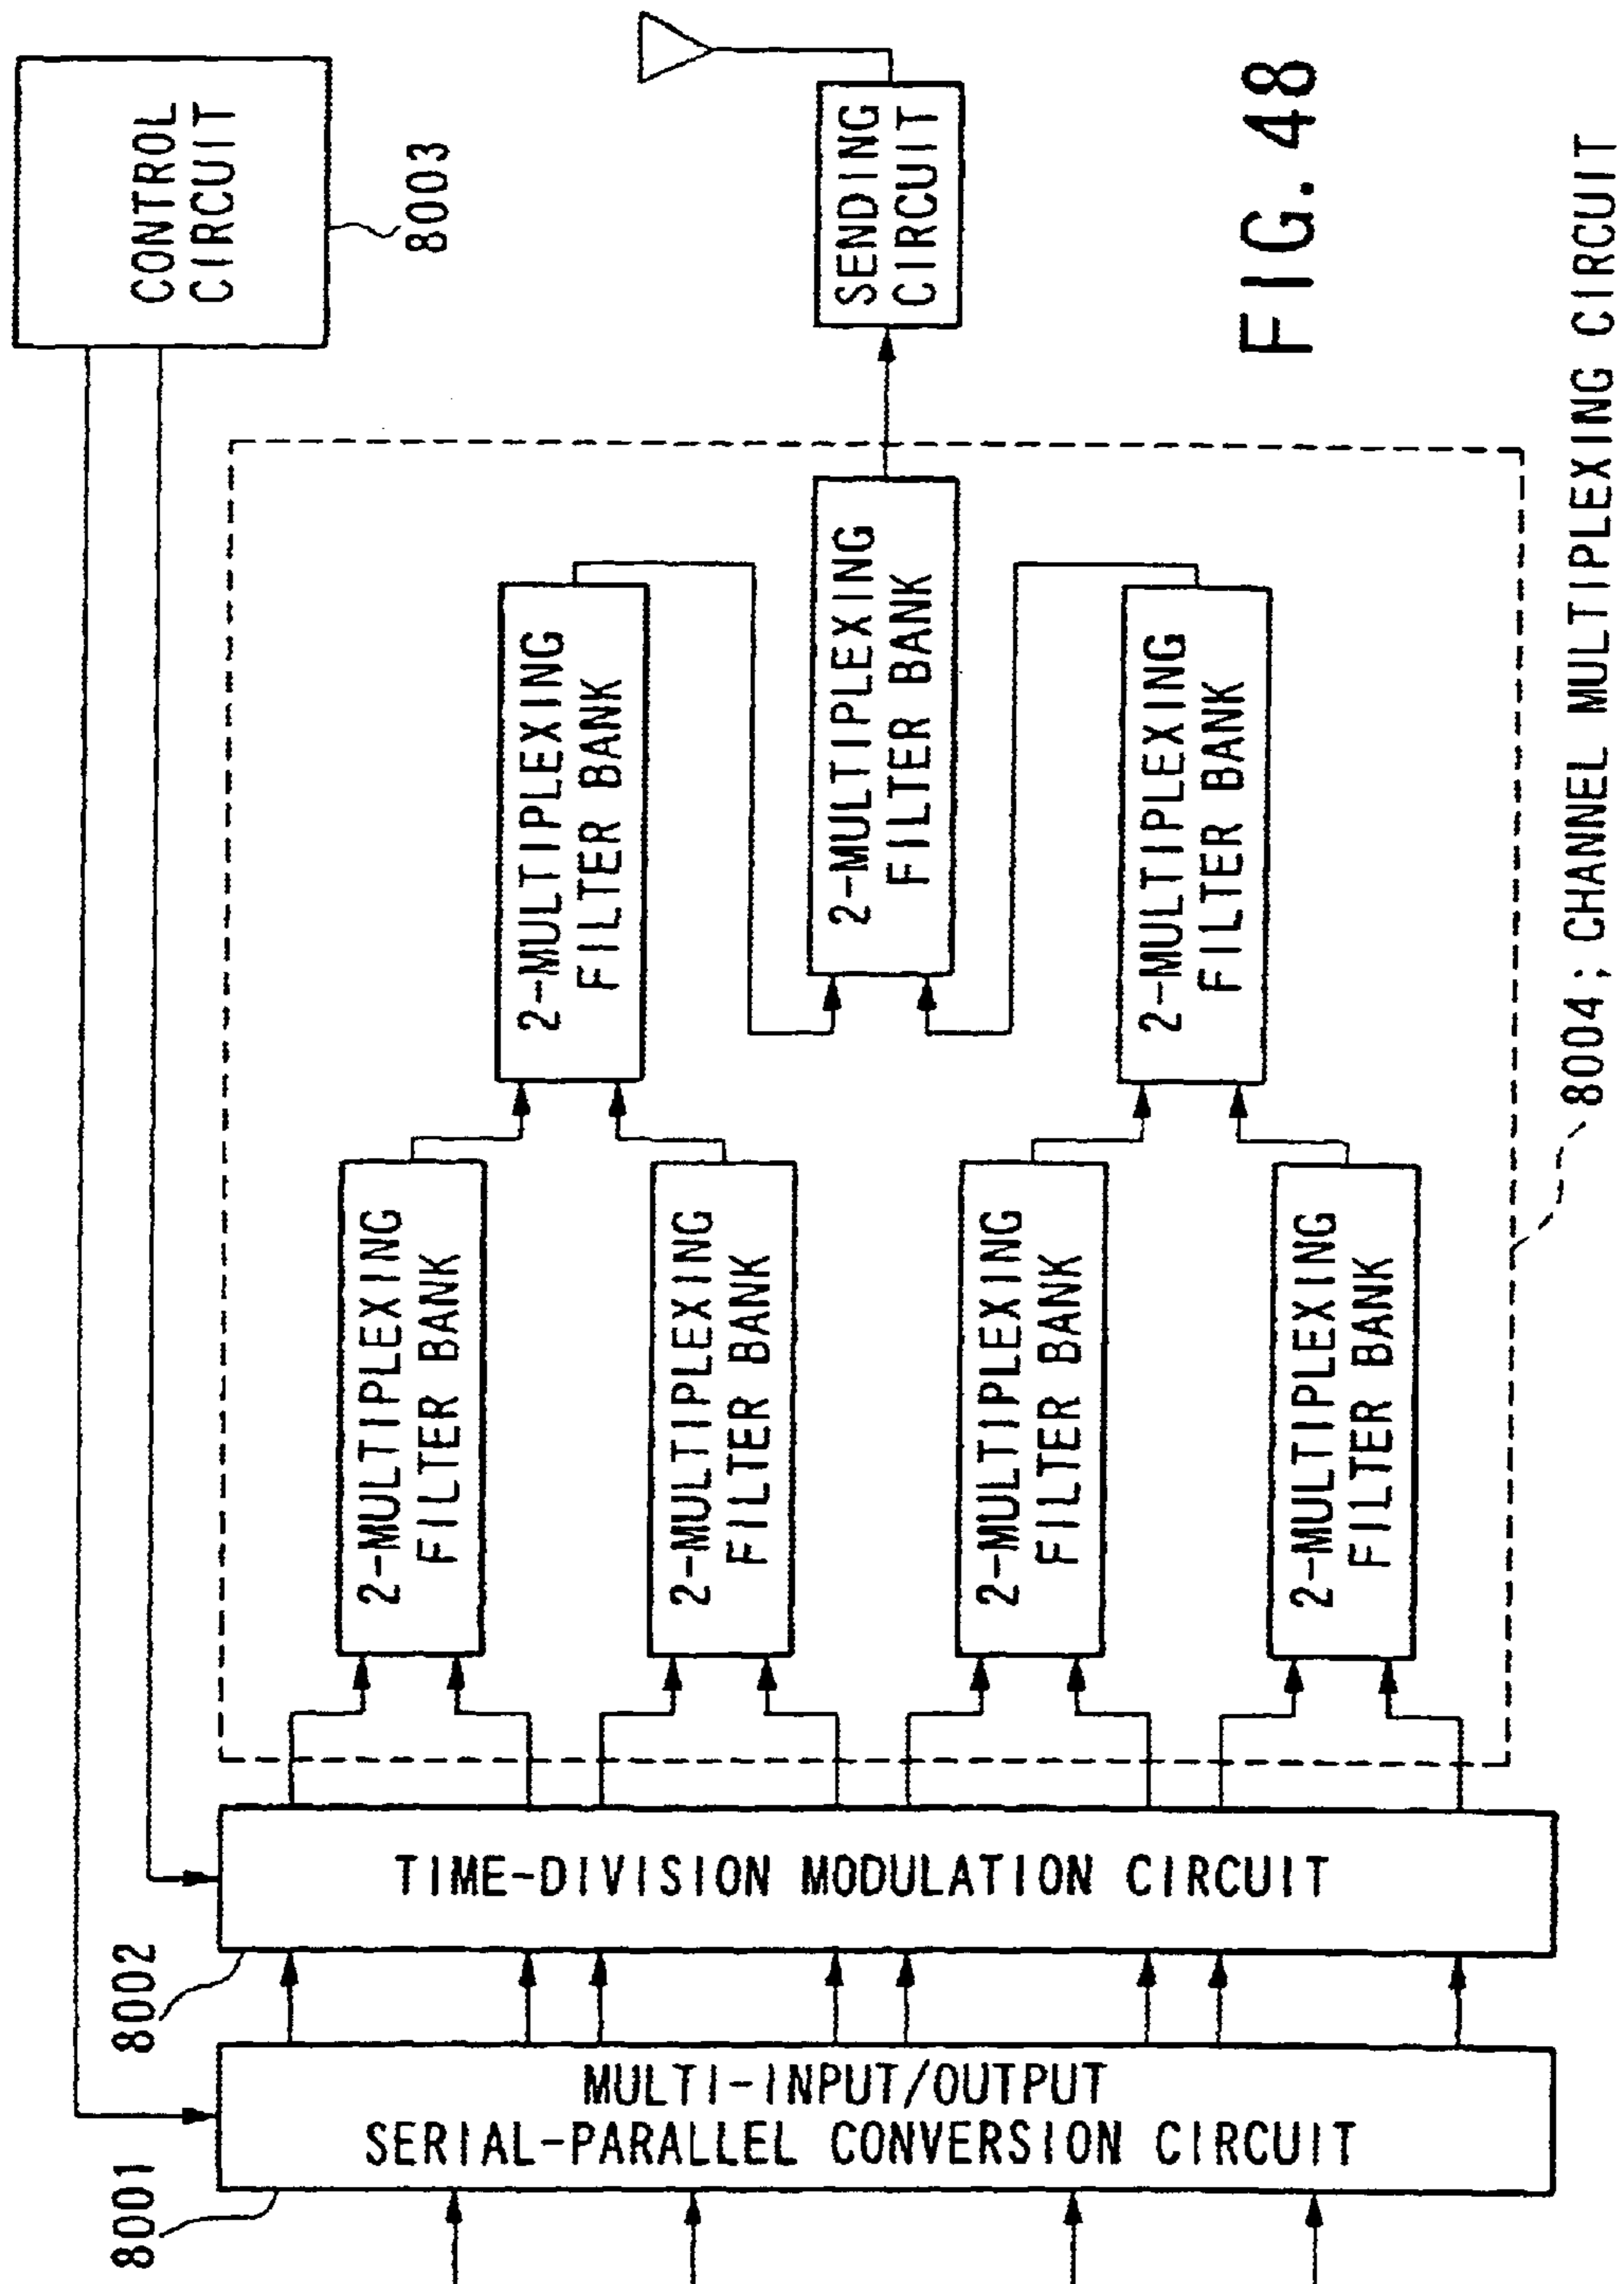 CONTROL
CIRCUIT
8003
SENDING
CIRCUIT
2-MULTIPLEXING
FILTER BANK
2-MULTIPLEXING
FILTER BANK
2-MULTIPLEXING
FILTER BANK
2-MULTIPLEXING
FILTER BANK
2-MULTIPLEXING
FILTER BANK
2-MULTIPLEXING
FILTER BANK
2-MULTIPLEXING
FILTER BANK
8002
TIME-DIVISION MODULATION CIRCUIT
8001
MULTI-INPUT/OUTPUT
SERIAL-PARALLEL CONVERSION CIRCUIT
8004; CHANNEL MULTIPLEXING CIRCUIT
FIG. 48